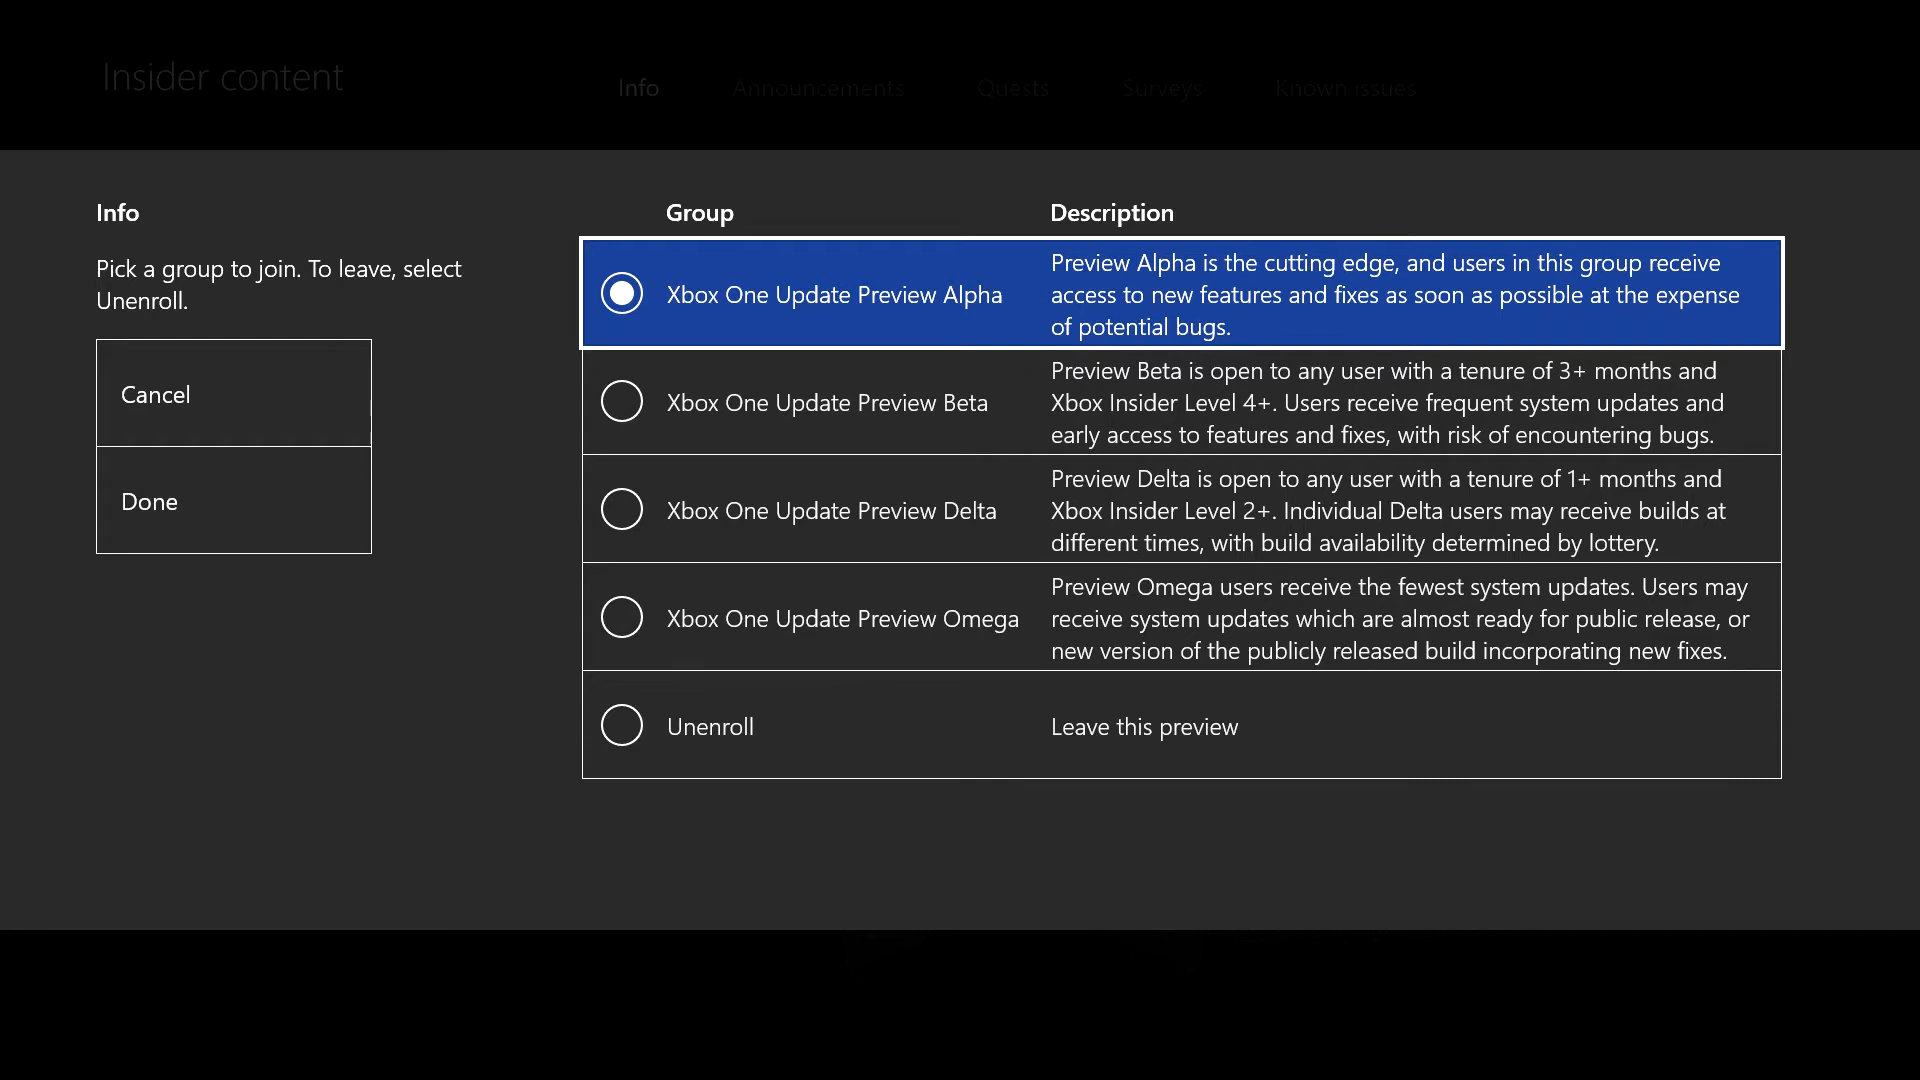 Insider content
Info
Announcements
Quests
Surveys
Known issues
Info
Pick a group to join. To leave, select
Unenroll.
Cancel
Done
Group
Description
Xbox One Update Preview Alpha
Preview Alpha is the cutting edge, and users in this group receive
access to new features and fixes as soon as possible at the expense
of potential bugs.
Xbox One Update Preview Beta
Preview Beta is open to any user with a tenure of 3+ months and
Xbox Insider Level 4+. Users receive frequent system updates and
early access to features and fixes, with risk of encountering bugs.
Xbox One Update Preview Delta
Preview Delta is open to any user with a tenure of 1+ months and
Xbox Insider Level 2+. Individual Delta users may receive builds at
different times, with build availability determined by lottery.
Xbox One Update Preview Omega
Preview Omega users receive the fewest system updates. Users may
receive system updates which are almost ready for public release, or
new version of the publicly released build incorporating new fixes.
Unenroll
Leave this preview